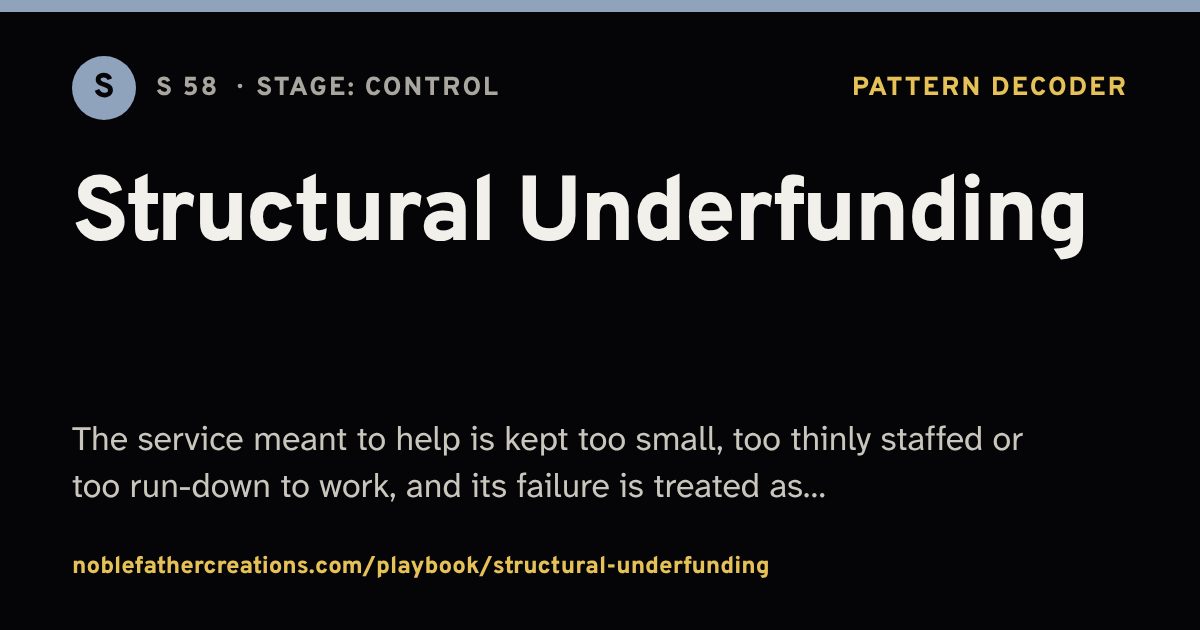 S
S 58 · STAGE: CONTROL
PATTERN DECODER
Structural Underfunding
The service meant to help is kept too small, too thinly staffed or
too run-down to work, and its failure is treated as...
noblefathercreations.com/playbook/structural-underfunding